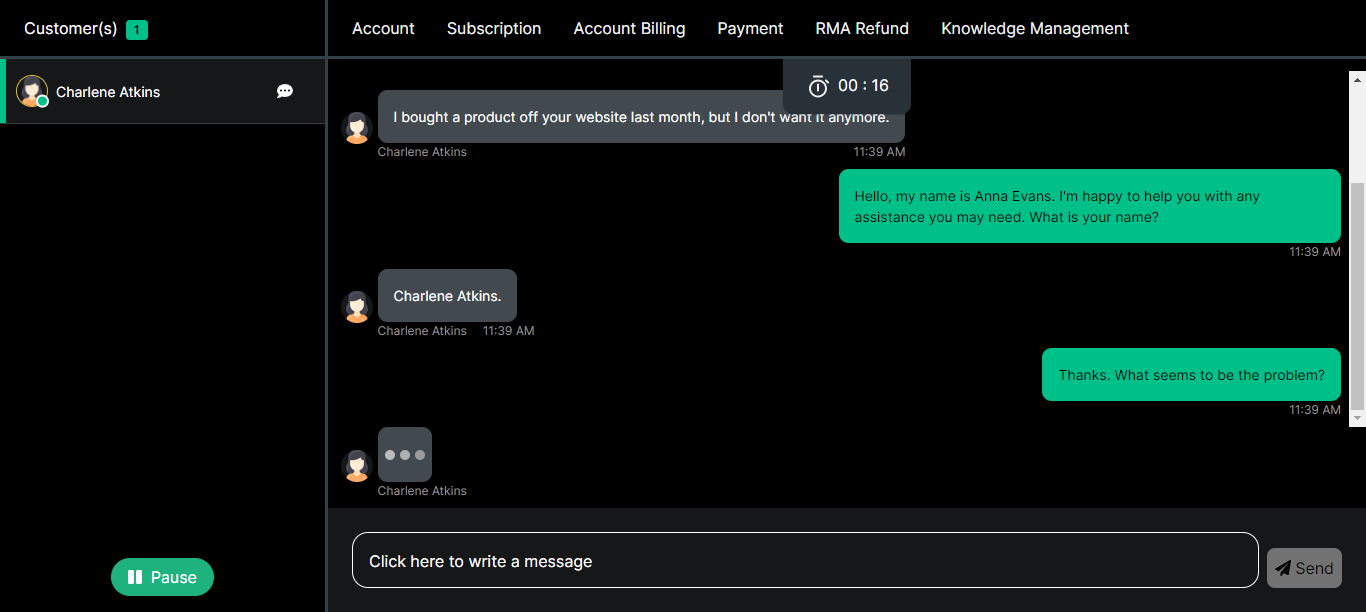 Customer(s) 1
Account Subscription Account Billing Payment RMA Refund Knowledge Management
Charlene Atkins
00 : 16
I bought a product off your website last month, but I don't want it anymore.
Charlene Atkins 11:39 AM
Hello, my name is Anna Evans. I'm happy to help you with any
assistance you may need. What is your name?
11:39 AM
Charlene Atkins.
Charlene Atkins 11:39 AM
Thanks. What seems to be the problem?
11:39 AM
Charlene Atkins
Click here to write a message
Send
Pause